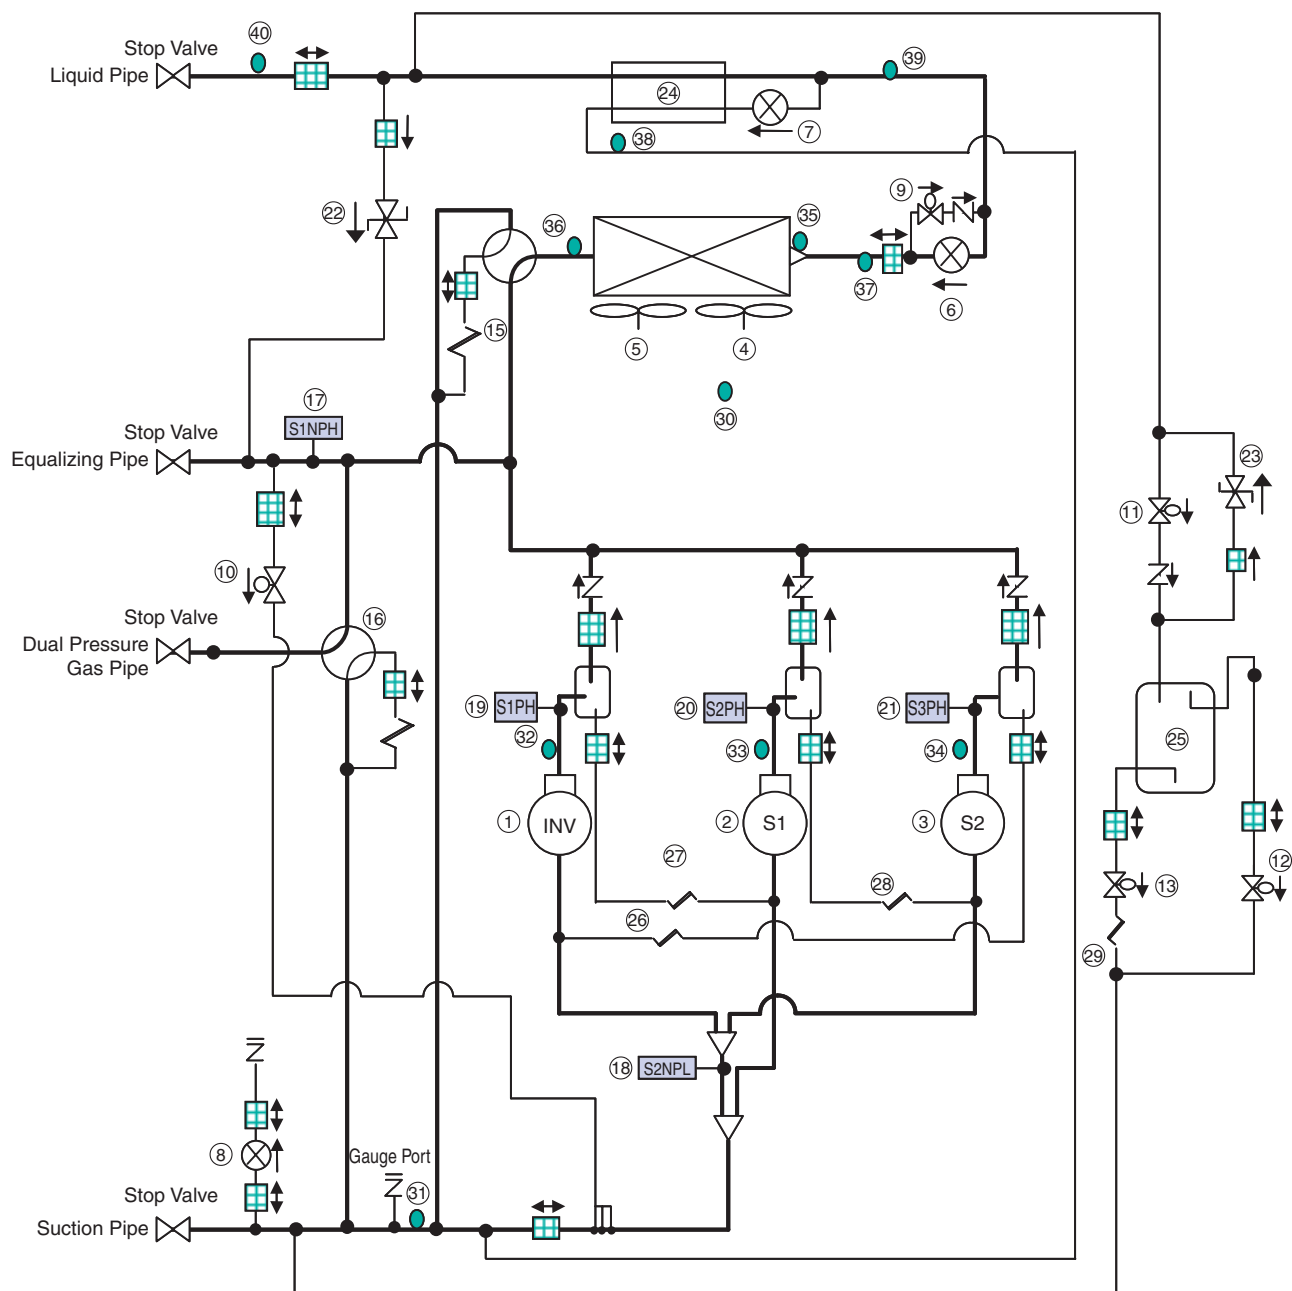 40
Stop Valve
Liquid Pipe
39
24
7
38
22
9
35
36
37
6
15
5
4
30
17
S1NPH
Stop Valve
Equalizing Pipe
23
11
10
16
Stop Valve
Dual Pressure
Gas Pipe
19
S1PH
20
S2PH
21
S3PH
32
33
34
25
1
INV
2
S1
3
S2
27
28
12
13
26
29
18
S2NPL
8
Gauge Port
31
Stop Valve
Suction Pipe